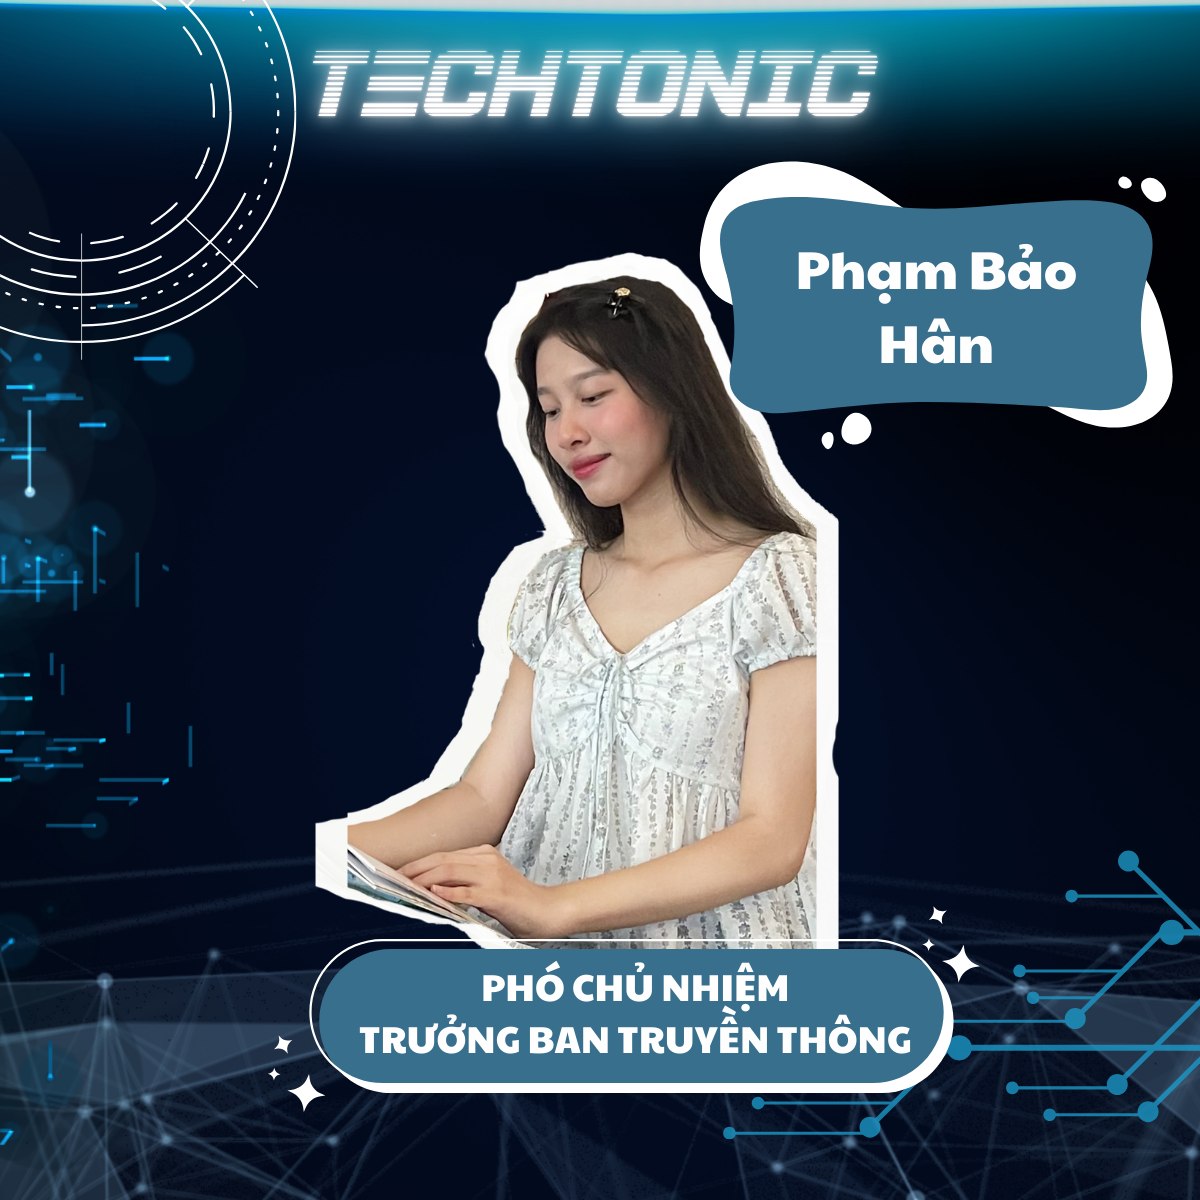 TECHTONIC
Phạm Bảo
Hân
PHÓ CHỦ NHIỆM
TRƯỞNG BAN TRUYỀN THÔNG